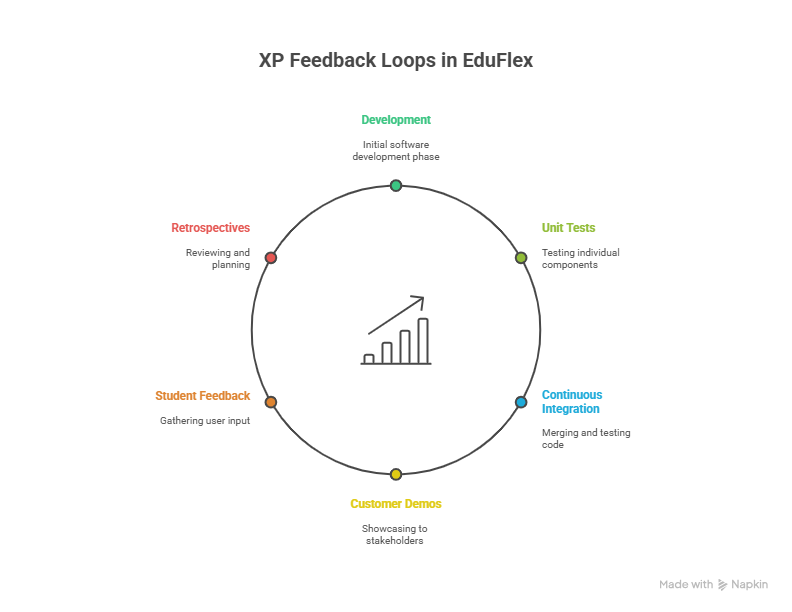 XP Feedback Loops in EduFlex
Development
Initial software
development phase
Unit Tests
Testing individual
components
Continuous
Integration
Merging and testing
code
Customer Demos
Showcasing to
stakeholders
Student Feedback
Gathering user input
Retrospectives
Reviewing and
planning
Made with Napkin